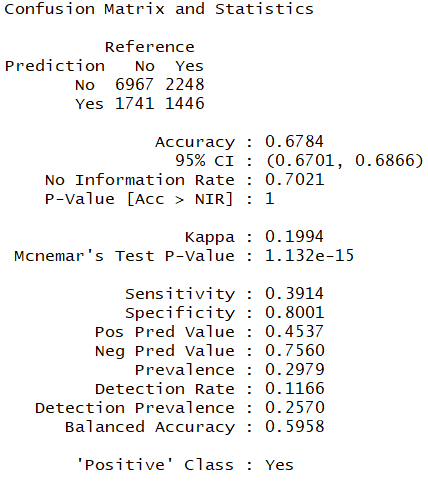 Confusion Matrix and Statistics
Reference
Prediction No Yes
No 6967 2248
Yes 1741 1446
Accuracy : 0.6784
95% CI : (0.6701, 0.6866)
No Information Rate : 0.7021
P-Value [Acc > NIR] : 1
Kappa : 0.1994
Mcnemar's Test P-Value : 1.132e-15
Sensitivity : 0.3914
Specificity : 0.8001
Pos Pred Value : 0.4537
Neg Pred Value : 0.7560
Prevalence : 0.2979
Detection Rate : 0.1166
Detection Prevalence : 0.2570
Balanced Accuracy : 0.5958
'Positive' Class : Yes